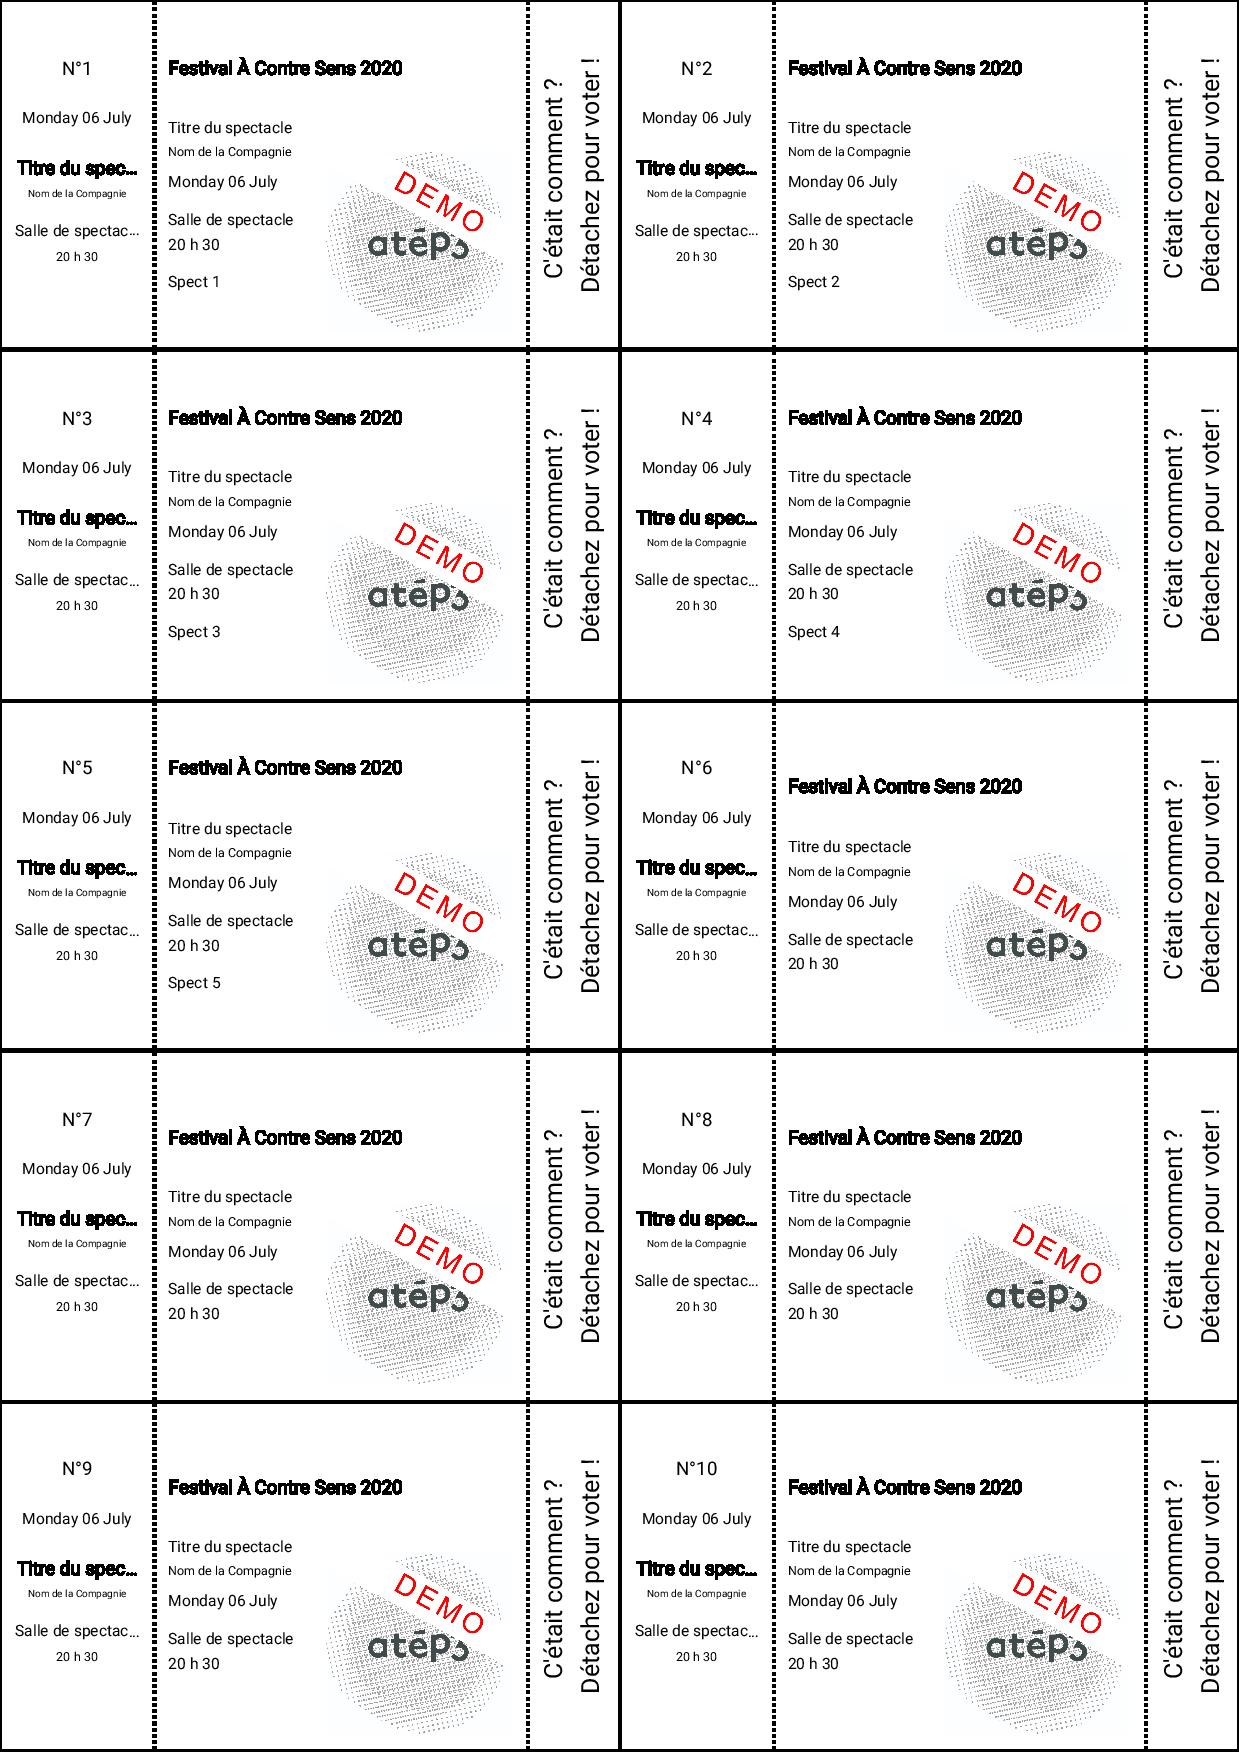 N°1
Monday 06 July
Titre du spec...
Nom de la Compagnie
Salle de spectac...
20 h 30
Festival À Contre Sens 2020
Titre du spectacle
Nom de la Compagnie
Monday 06 July
Salle de spectacle
20 h 30
Spect 1
DEMO
atēps
C'était comment ?
Détachez pour voter !
N°2
Monday 06 July
Titre du spec...
Nom de la Compagnie
Salle de spectac...
20 h 30
Festival À Contre Sens 2020
Titre du spectacle
Nom de la Compagnie
Monday 06 July
Salle de spectacle
20 h 30
Spect 2
DEMO
atēps
C'était comment ?
Détachez pour voter !
N°3
Monday 06 July
Titre du spec...
Nom de la Compagnie
Salle de spectac...
20 h 30
Festival À Contre Sens 2020
Titre du spectacle
Nom de la Compagnie
Monday 06 July
Salle de spectacle
20 h 30
Spect 3
DEMO
atēps
C'était comment ?
Détachez pour voter !
N°4
Monday 06 July
Titre du spec...
Nom de la Compagnie
Salle de spectac...
20 h 30
Festival À Contre Sens 2020
Titre du spectacle
Nom de la Compagnie
Monday 06 July
Salle de spectacle
20 h 30
Spect 4
DEMO
atēps
C'était comment ?
Détachez pour voter !
N°5
Monday 06 July
Titre du spec...
Nom de la Compagnie
Salle de spectac...
20 h 30
Festival À Contre Sens 2020
Titre du spectacle
Nom de la Compagnie
Monday 06 July
Salle de spectacle
20 h 30
Spect 5
DEMO
atēps
C'était comment ?
Détachez pour voter !
N°6
Monday 06 July
Titre du spec...
Nom de la Compagnie
Salle de spectac...
20 h 30
Festival À Contre Sens 2020
Titre du spectacle
Nom de la Compagnie
Monday 06 July
Salle de spectacle
20 h 30
DEMO
atēps
C'était comment ?
Détachez pour voter !
N°7
Monday 06 July
Titre du spec...
Nom de la Compagnie
Salle de spectac...
20 h 30
Festival À Contre Sens 2020
Titre du spectacle
Nom de la Compagnie
Monday 06 July
Salle de spectacle
20 h 30
DEMO
atēps
C'était comment ?
Détachez pour voter !
N°8
Monday 06 July
Titre du spec...
Nom de la Compagnie
Salle de spectac...
20 h 30
Festival À Contre Sens 2020
Titre du spectacle
Nom de la Compagnie
Monday 06 July
Salle de spectacle
20 h 30
DEMO
atēps
C'était comment ?
Détachez pour voter !
N°9
Monday 06 July
Titre du spec...
Nom de la Compagnie
Salle de spectac...
20 h 30
Festival À Contre Sens 2020
Titre du spectacle
Nom de la Compagnie
Monday 06 July
Salle de spectacle
20 h 30
DEMO
atēps
C'était comment ?
Détachez pour voter !
N°10
Monday 06 July
Titre du spec...
Nom de la Compagnie
Salle de spectac...
20 h 30
Festival À Contre Sens 2020
Titre du spectacle
Nom de la Compagnie
Monday 06 July
Salle de spectacle
20 h 30
DEMO
atēps
C'était comment ?
Détachez pour voter !